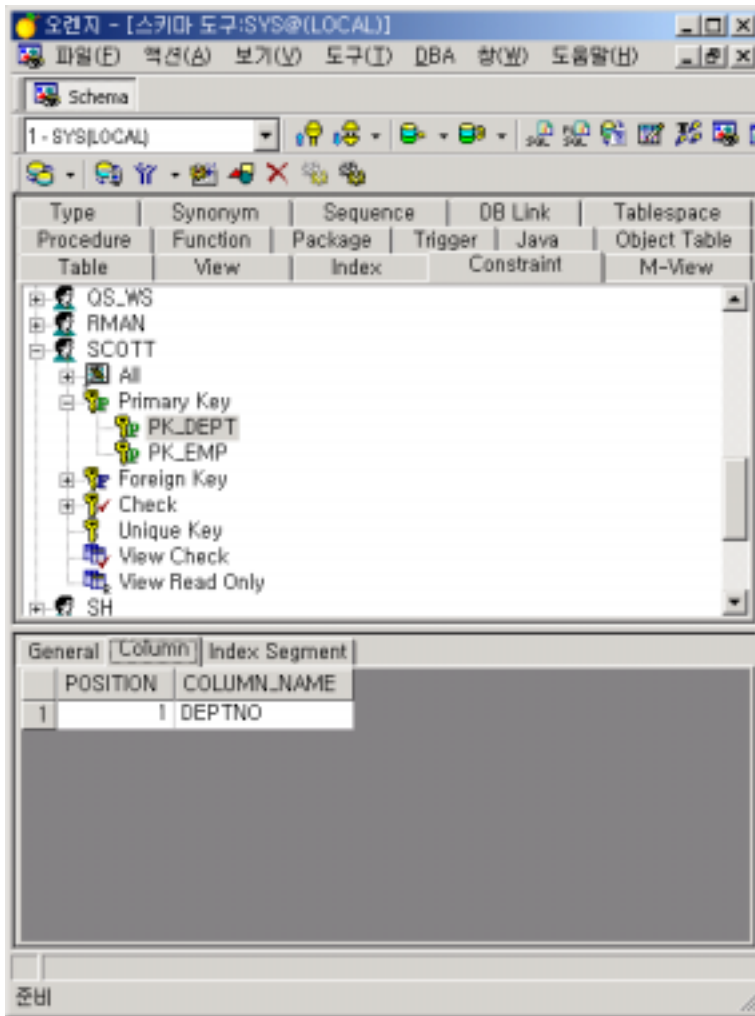 오렌지 - [스키마 도구:SYS@(LOCAL)]
파일(F) 액션(A) 보기(V) 도구(T) DBA 창(W) 도움말(H)
Schema
1 - SYS(LOCAL)
Type Synonym Sequence DB Link Tablespace
Procedure Function Package Trigger Java Object Table
Table View Index Constraint M-View
QS_WS
RMAN
SCOTT
All
Primary Key
PK_DEPT
PK_EMP
Foreign Key
Check
Unique Key
View Check
View Read Only
SH
General Column Index Segment
POSITION COLUMN_NAME
1 1 DEPTNO
준비